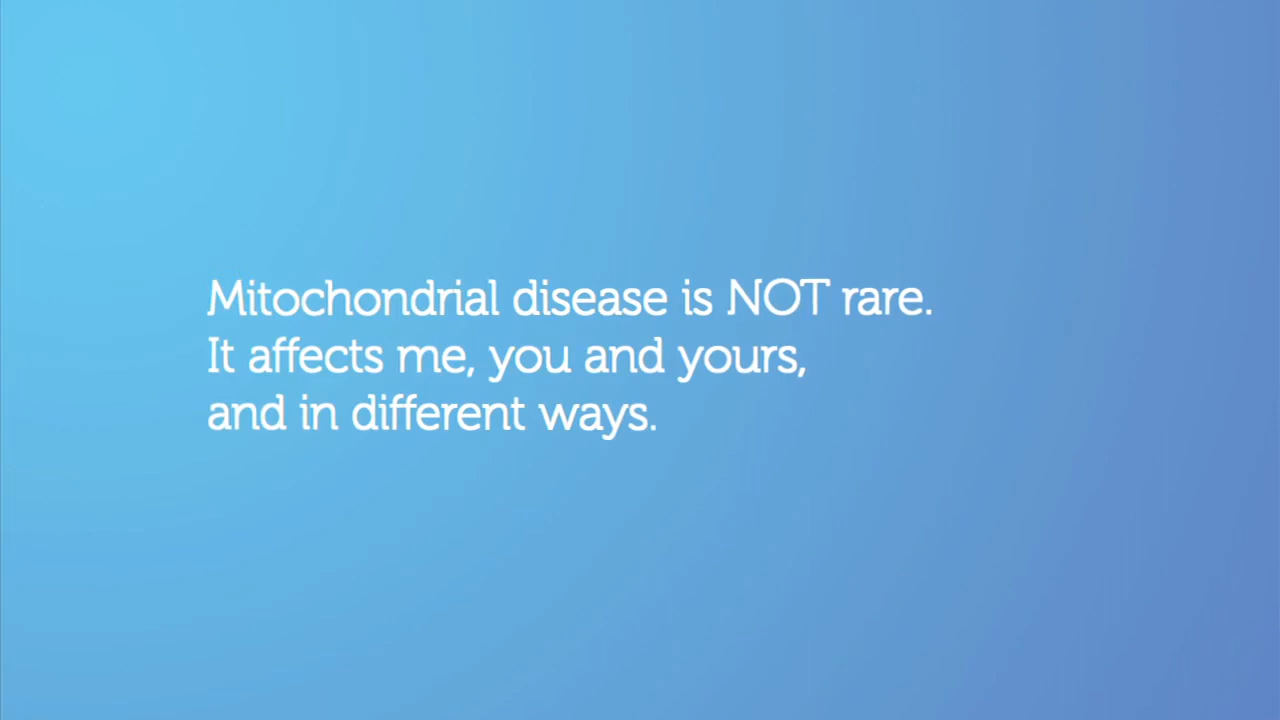 Mitochondrial disease is NOT rare.
It affects me, you and yours,
and in different ways.